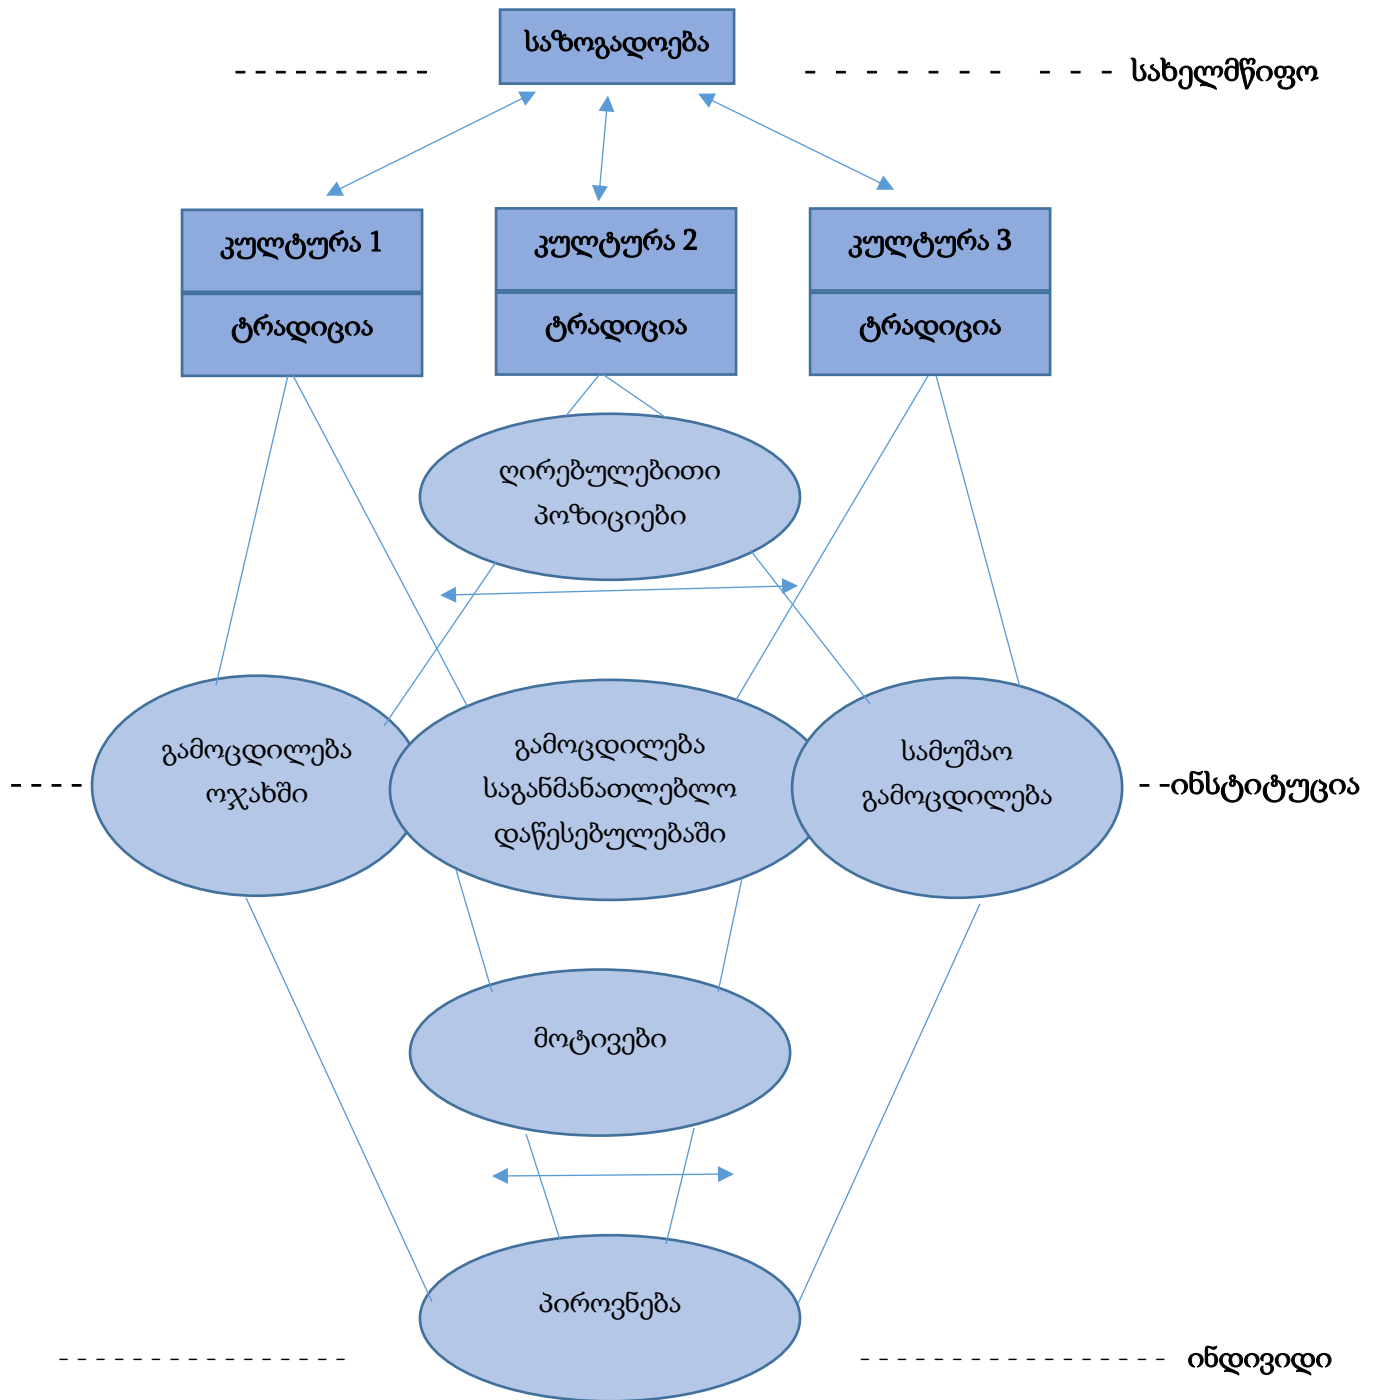 საზოგადოება
სახელმწიფო
კულტურა 1
კულტურა 2
კულტურა 3
ტრადიცია
ტრადიცია
ტრადიცია
ღირებულებითი
პოზიციები
გამოცდილება
ოჯახში
გამოცდილება
საგანმანათლებლო
დაწესებულებაში
სამუშაო
გამოცდილება
ინსტიტუცია
მოტივები
პიროვნება
ინდივიდი